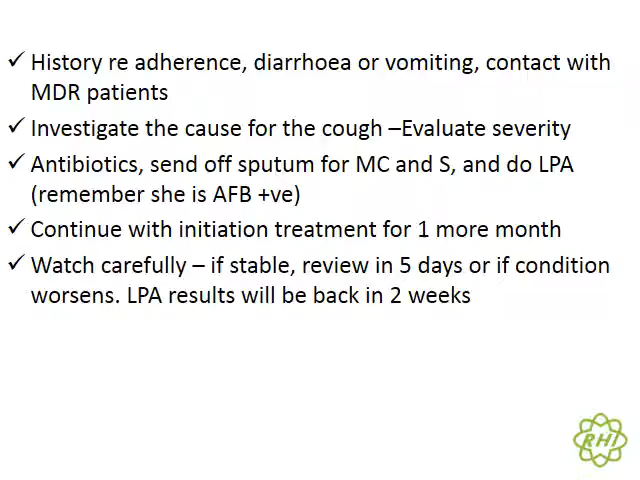 ✓ History re adherence, diarrhoea or vomiting, contact with
MDR patients
✓ Investigate the cause for the cough –Evaluate severity
✓ Antibiotics, send off sputum for MC and S, and do LPA
(remember she is AFB +ve)
✓ Continue with initiation treatment for 1 more month
✓ Watch carefully – if stable, review in 5 days or if condition
worsens. LPA results will be back in 2 weeks
RHI